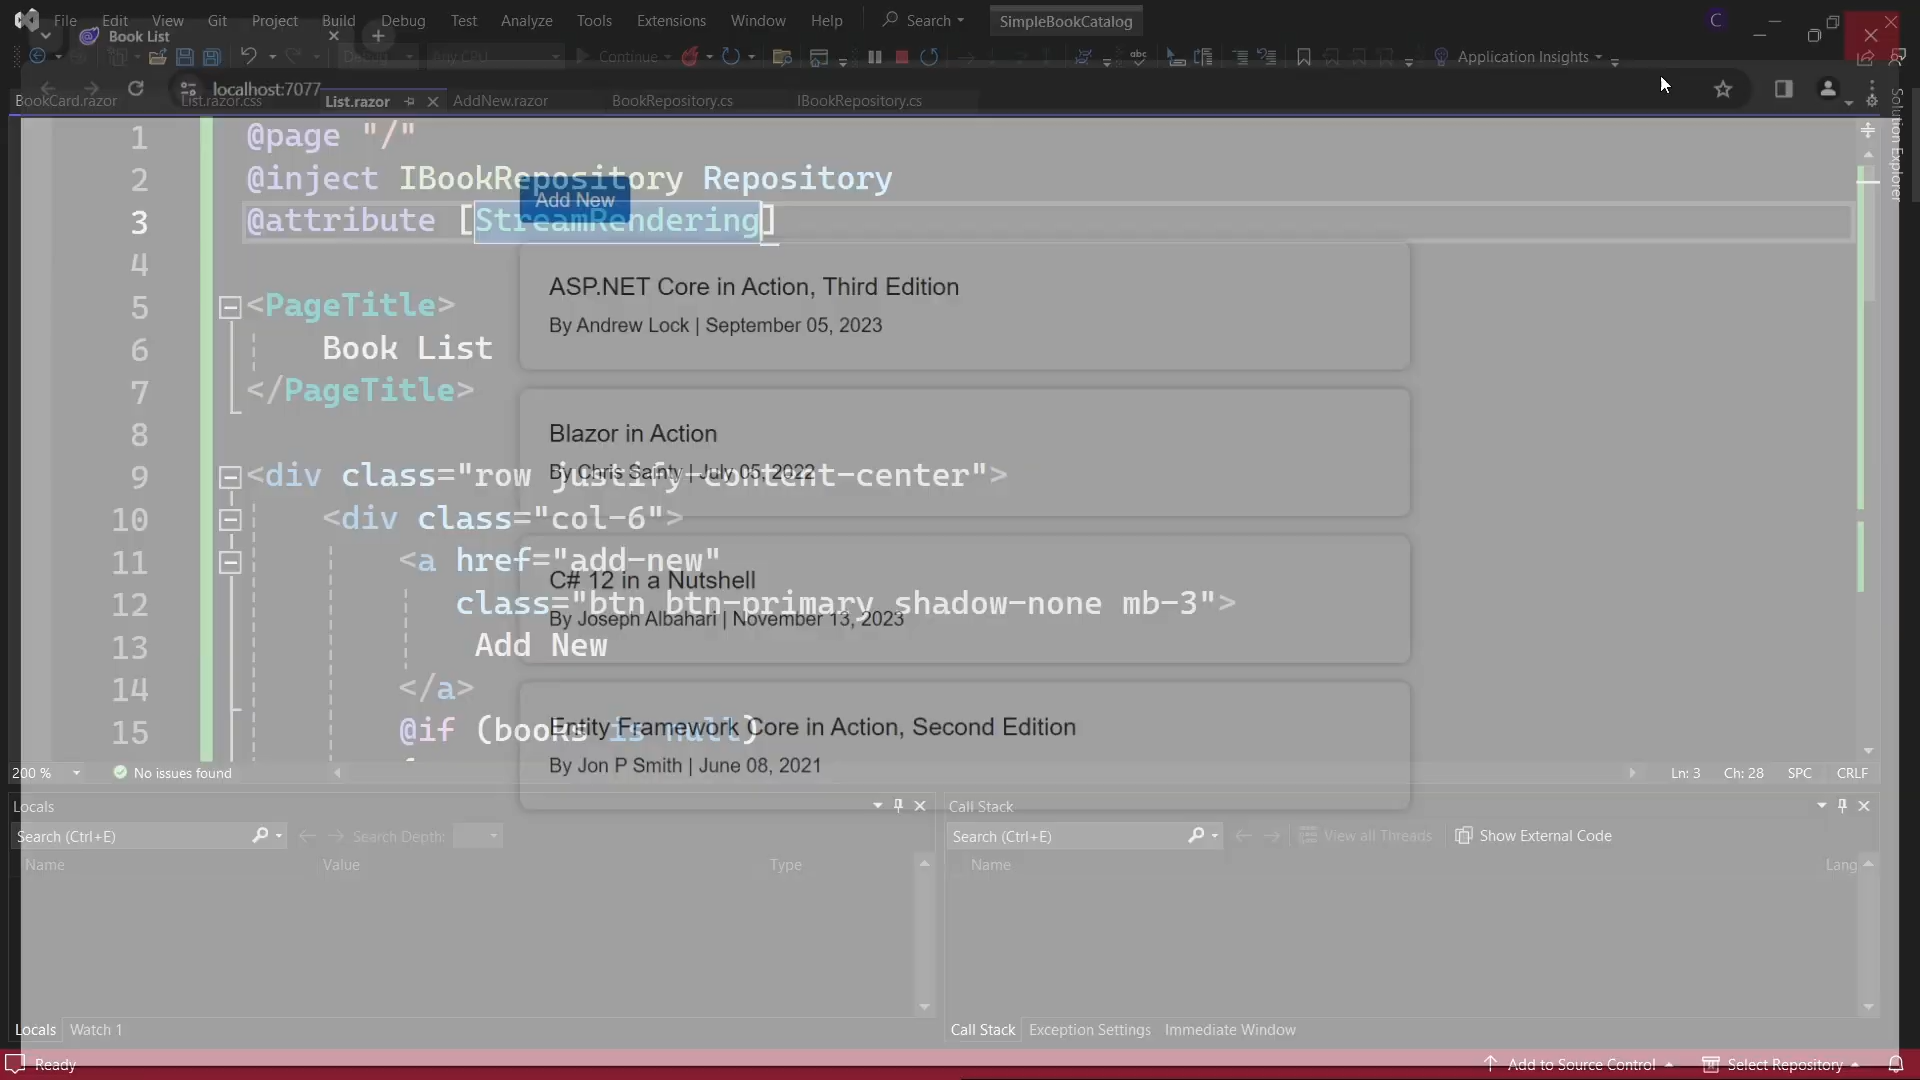 File Edit View Git Project Build Debug Test Analyze Tools Extensions Window Help Search SimpleBookCatalog C
Book List
Debug Any CPU Continue Application Insights
localhost:7077
BookCard.razor List.razor.css List.razor AddNew.razor BookRepository.cs IBookRepository.cs
Solution Explorer
1 @page "/"
2 @inject IBookRepository Repository
Add New
3 @attribute [StreamRendering]
4
ASP.NET Core in Action, Third Edition
5 <PageTitle>
By Andrew Lock | September 05, 2023
6 Book List
7 </PageTitle>
8
Blazor in Action
By Chris Sainty | July 05, 2022
9 <div class="row justify-content-center">
10 <div class="col-6">
11 <a href="add-new"
C# 12 in a Nutshell
12 class="btn btn-primary shadow-none mb-3">
By Joseph Albahari | November 13, 2023
13 Add New
14 </a>
15 @if (books is null)
Entity Framework Core in Action, Second Edition
By Jon P Smith | June 08, 2021
200 % No issues found Ln: 3 Ch: 28 SPC CRLF
Locals
Search (Ctrl+E) Search Depth:
Name Value Type
Locals Watch 1
Call Stack
Search (Ctrl+E) View all Threads Show External Code
Name Lang
Call Stack Exception Settings Immediate Window
Ready Add to Source Control Select Repository